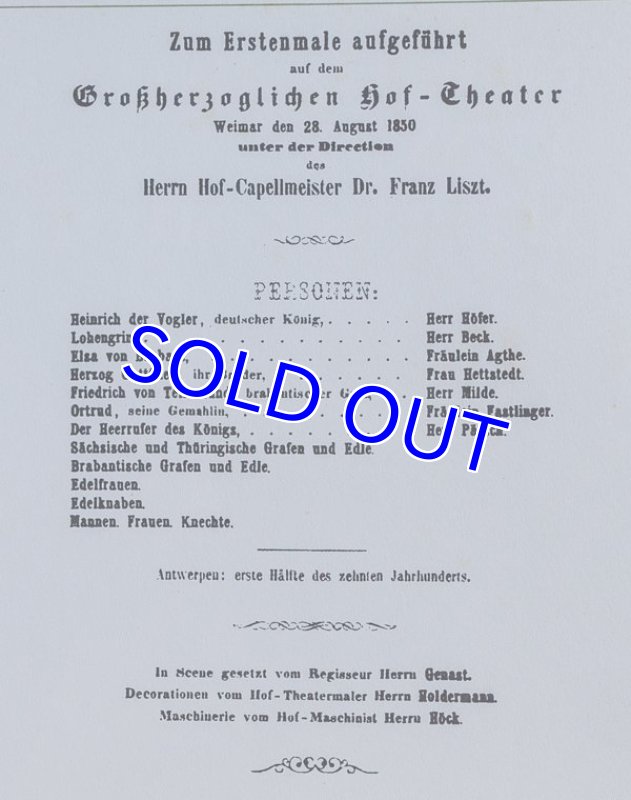 Zum Erstenmale aufgeführt
auf dem
Großherzoglichen Hof-Theater
Weimar den 28. August 1850
unter der Direction
des
Herrn Hof-Capellmeister Dr. Franz Liszt.
PERSONEN:
Heinrich der Vogler, deutscher König, . . . . . Herr Höfer.
Lohengrin . . . . . . . . . . . . . Herr Beck.
Elsa von . . . . . . . . . . . Fräulein Agthe.
Herzog ihr Bruder, . . . . . . . Frau Hettstedt.
Friedrich von brabantischer . . Herr Milde.
Ortrud, seine Gemahlin, . . . . . . . . . Fräulein Fastlinger.
Der Heerrufer des Königs, . . . . . . . .
Sächsische und Thüringische Grafen und Edle.
Brabantische Grafen und Edle.
Edelfrauen.
Edelknaben.
Mannen. Frauen. Knechte.
SOLD OUT
Antwerpen: erste Hälfte des zehnten Jahrhunderts.
In Scene gesetzt vom Regisseur Herrn Genast.
Decorationen vom Hof-Theatermaler Herrn Holdermann.
Maschinerie vom Hof-Maschinist Herrn Höck.